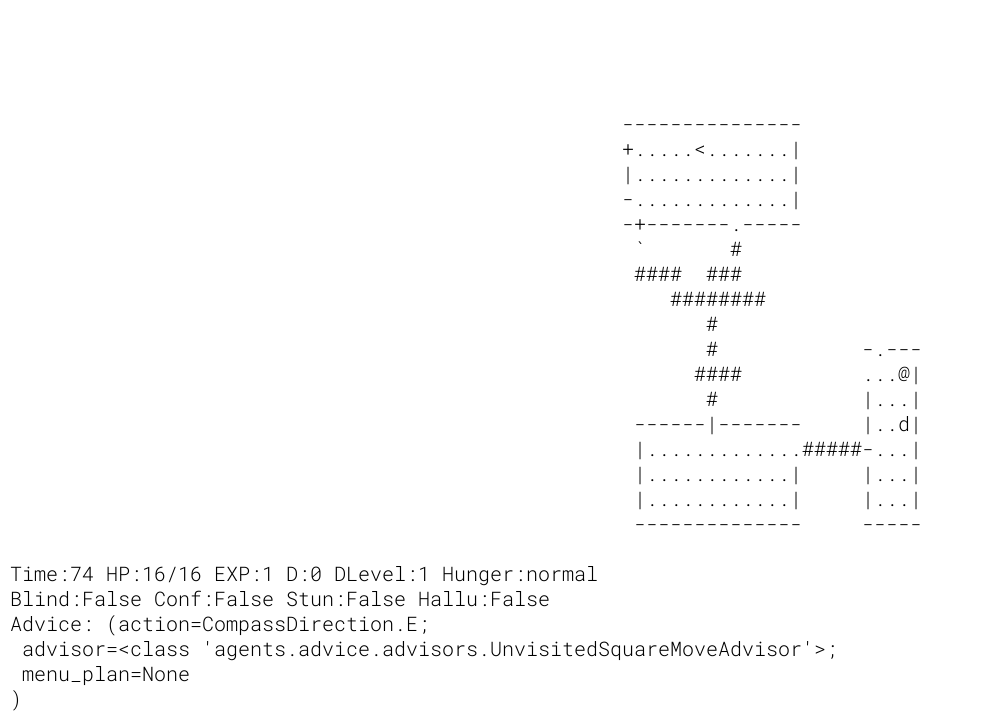 ---------------
+.....<.......|
|.............|
-.............|
-+-------.-----
`       #
####  ###
########
#
#              -.---
####           ...@|
#              |...|
------|-------      |..d|
|.............#####-...|
|............|      |...|
|............|      |...|
--------------      -----
Time:74 HP:16/16 EXP:1 D:0 DLevel:1 Hunger:normal
Blind:False Conf:False Stun:False Hallu:False
Advice: (action=CompassDirection.E;
 advisor=<class 'agents.advice.advisors.UnvisitedSquareMoveAdvisor'>;
 menu_plan=None
)